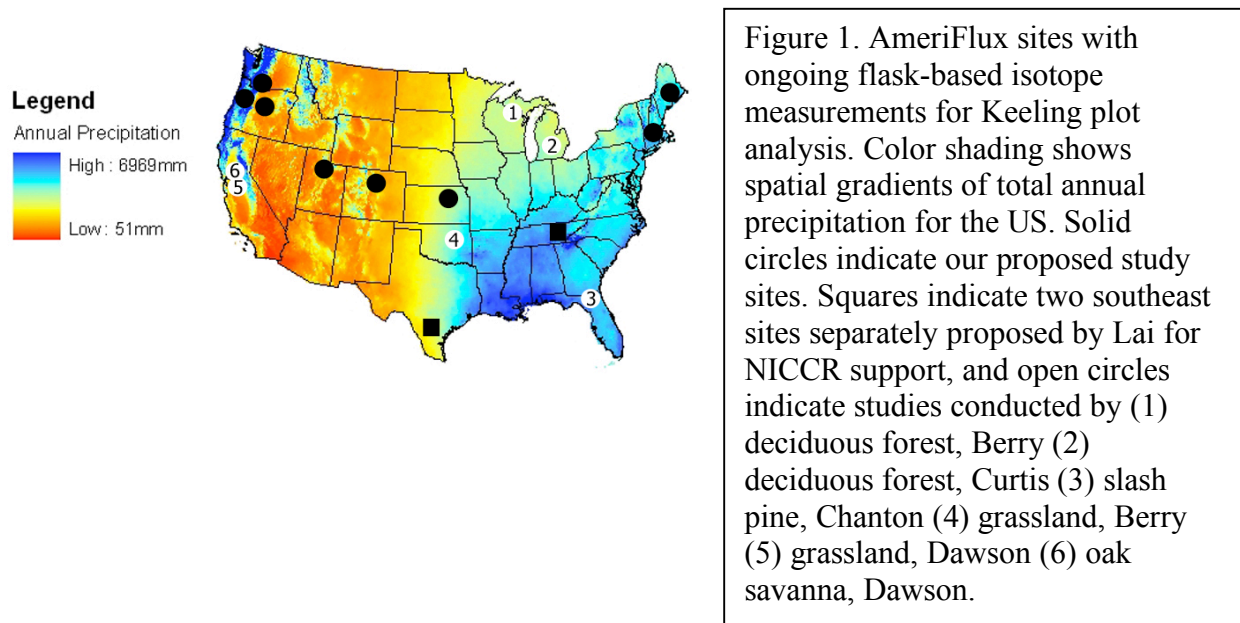 Legend
Annual Precipitation
High : 6969mm
Low : 51mm
1
2
6
5
4
3
Figure 1. AmeriFlux sites with
ongoing flask-based isotope
measurements for Keeling plot
analysis. Color shading shows
spatial gradients of total annual
precipitation for the US. Solid
circles indicate our proposed study
sites. Squares indicate two southeast
sites separately proposed by Lai for
NICCR support, and open circles
indicate studies conducted by (1)
deciduous forest, Berry (2)
deciduous forest, Curtis (3) slash
pine, Chanton (4) grassland, Berry
(5) grassland, Dawson (6) oak
savanna, Dawson.